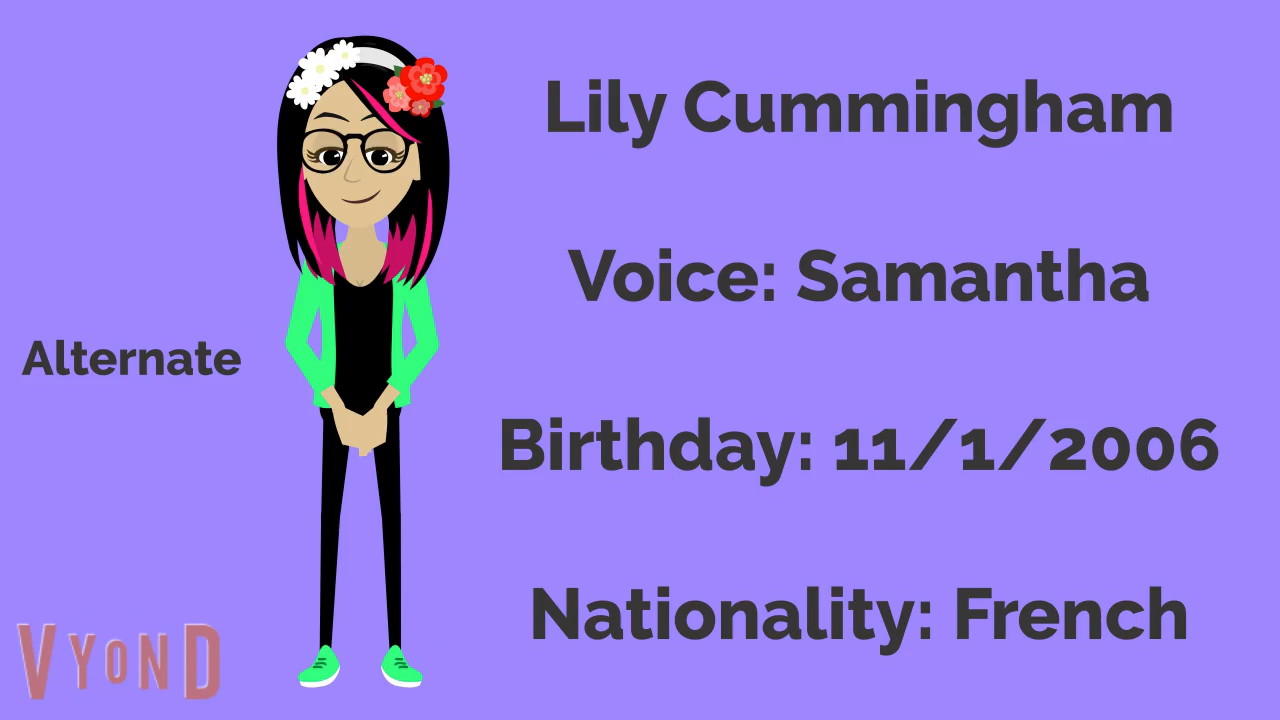 Lily Cummingham
Voice: Samantha
Alternate
Birthday: 11/1/2006
Nationality: French
VYOND